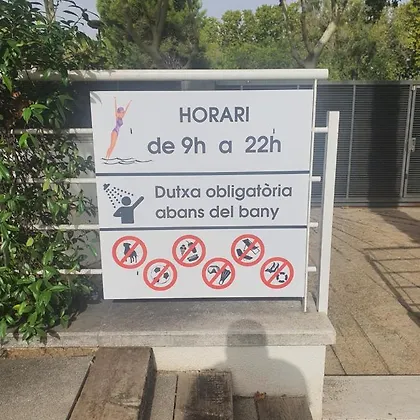 HORARI
de 9h a 22h
Dutxa obligatòria
abans del bany